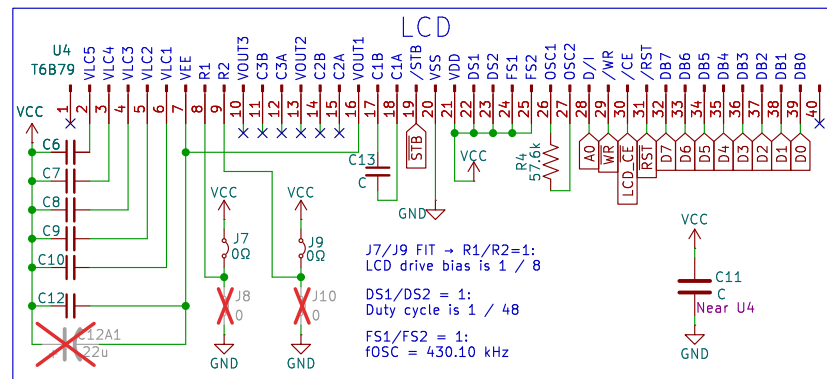 LCD
U4
T6B79
VLC5
VLC4
VLC3
VLC2
VLC1
VEE
R1
R2
VOUT3
C3B
C3A
VOUT2
C2B
C2A
VOUT1
C1B
C1A
/STB
VSS
VDD
DS1
DS2
FS1
FS2
OSC1
OSC2
D/I
/WR
/CE
/RST
DB7
DB6
DB5
DB4
DB3
DB2
DB1
DB0
1
2
3
4
5
6
7
8
9
10
11
12
13
14
15
16
17
18
19
20
21
22
23
24
25
26
27
28
29
30
31
32
33
34
35
36
37
38
39
40
VCC
C6
C7
C8
C9
C10
C12
C12A1
22u
VCC
J7
0Ω
J8
0
GND
VCC
J9
0Ω
J10
0
GND
C13
C
STB
GND
VCC
R4
57.6k
A0
WR
LCD_CE
RST
D7
D6
D5
D4
D3
D2
D1
D0
J7/J9 FIT → R1/R2=1:
LCD drive bias is 1 / 8
DS1/DS2 = 1:
Duty cycle is 1 / 48
FS1/FS2 = 1:
fOSC = 430.10 kHz
VCC
C11
C
Near U4
GND